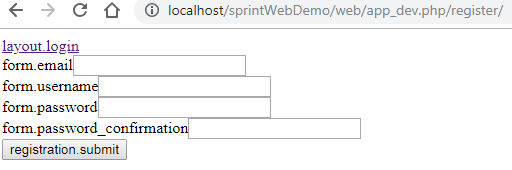 localhost/sprintWebDemo/web/app_dev.php/register/
layout.login
form.email
form.username
form.password
form.password_confirmation
registration.submit